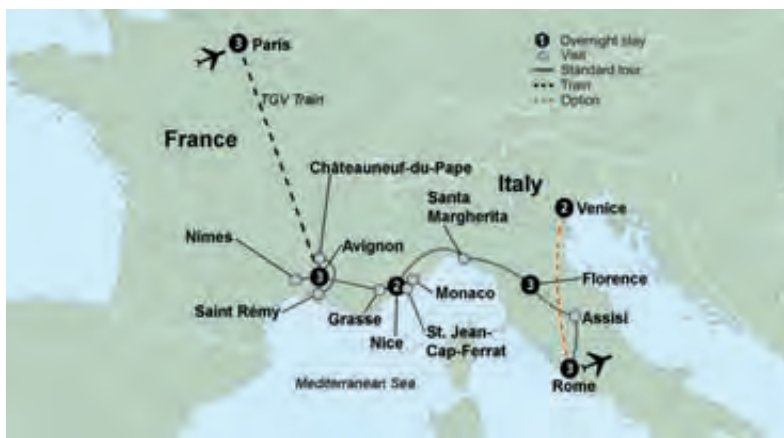 3 Paris
1 Overnight stay
Visit
Standard tour
Train
Option
TGV Train
France
Châteauneuf-du-Pape
Italy
Santa
Margherita
2 Venice
Nimes
Avignon
3
Saint Rémy
Grasse
2
Nice
Monaco
St. Jean-
Cap-Ferrat
3
Florence
Assisi
Mediterranean Sea
3
Rome